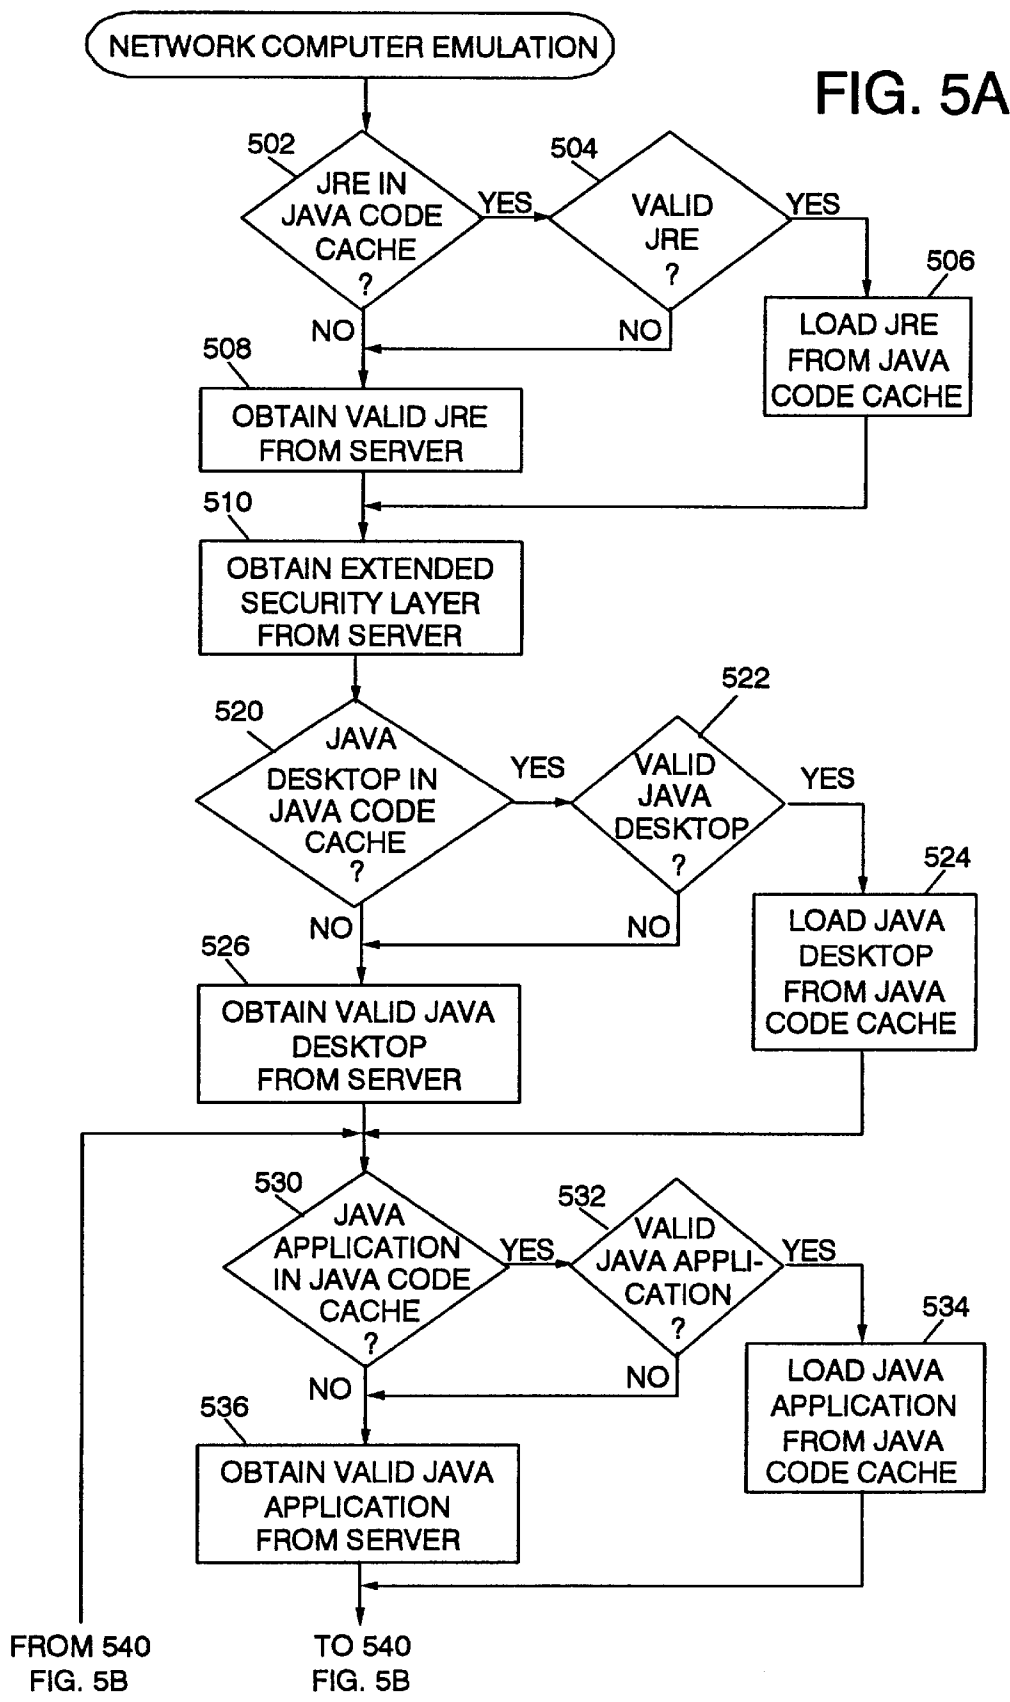 NETWORK COMPUTER EMULATION
FIG. 5A
502
JRE IN
JAVA CODE
CACHE
?
YES
504
VALID
JRE
?
YES
506
LOAD JRE
FROM JAVA
CODE CACHE
NO
NO
508
OBTAIN VALID JRE
FROM SERVER
510
OBTAIN EXTENDED
SECURITY LAYER
FROM SERVER
520
JAVA
DESKTOP IN
JAVA CODE
CACHE
?
YES
522
VALID
JAVA
DESKTOP
?
YES
524
LOAD JAVA
DESKTOP
FROM JAVA
CODE CACHE
NO
NO
526
OBTAIN VALID JAVA
DESKTOP
FROM SERVER
530
JAVA
APPLICATION
IN JAVA CODE
CACHE
?
YES
532
VALID
JAVA APPLI-
CATION
?
YES
534
LOAD JAVA
APPLICATION
FROM JAVA
CODE CACHE
NO
NO
536
OBTAIN VALID JAVA
APPLICATION
FROM SERVER
FROM 540
FIG. 5B
TO 540
FIG. 5B